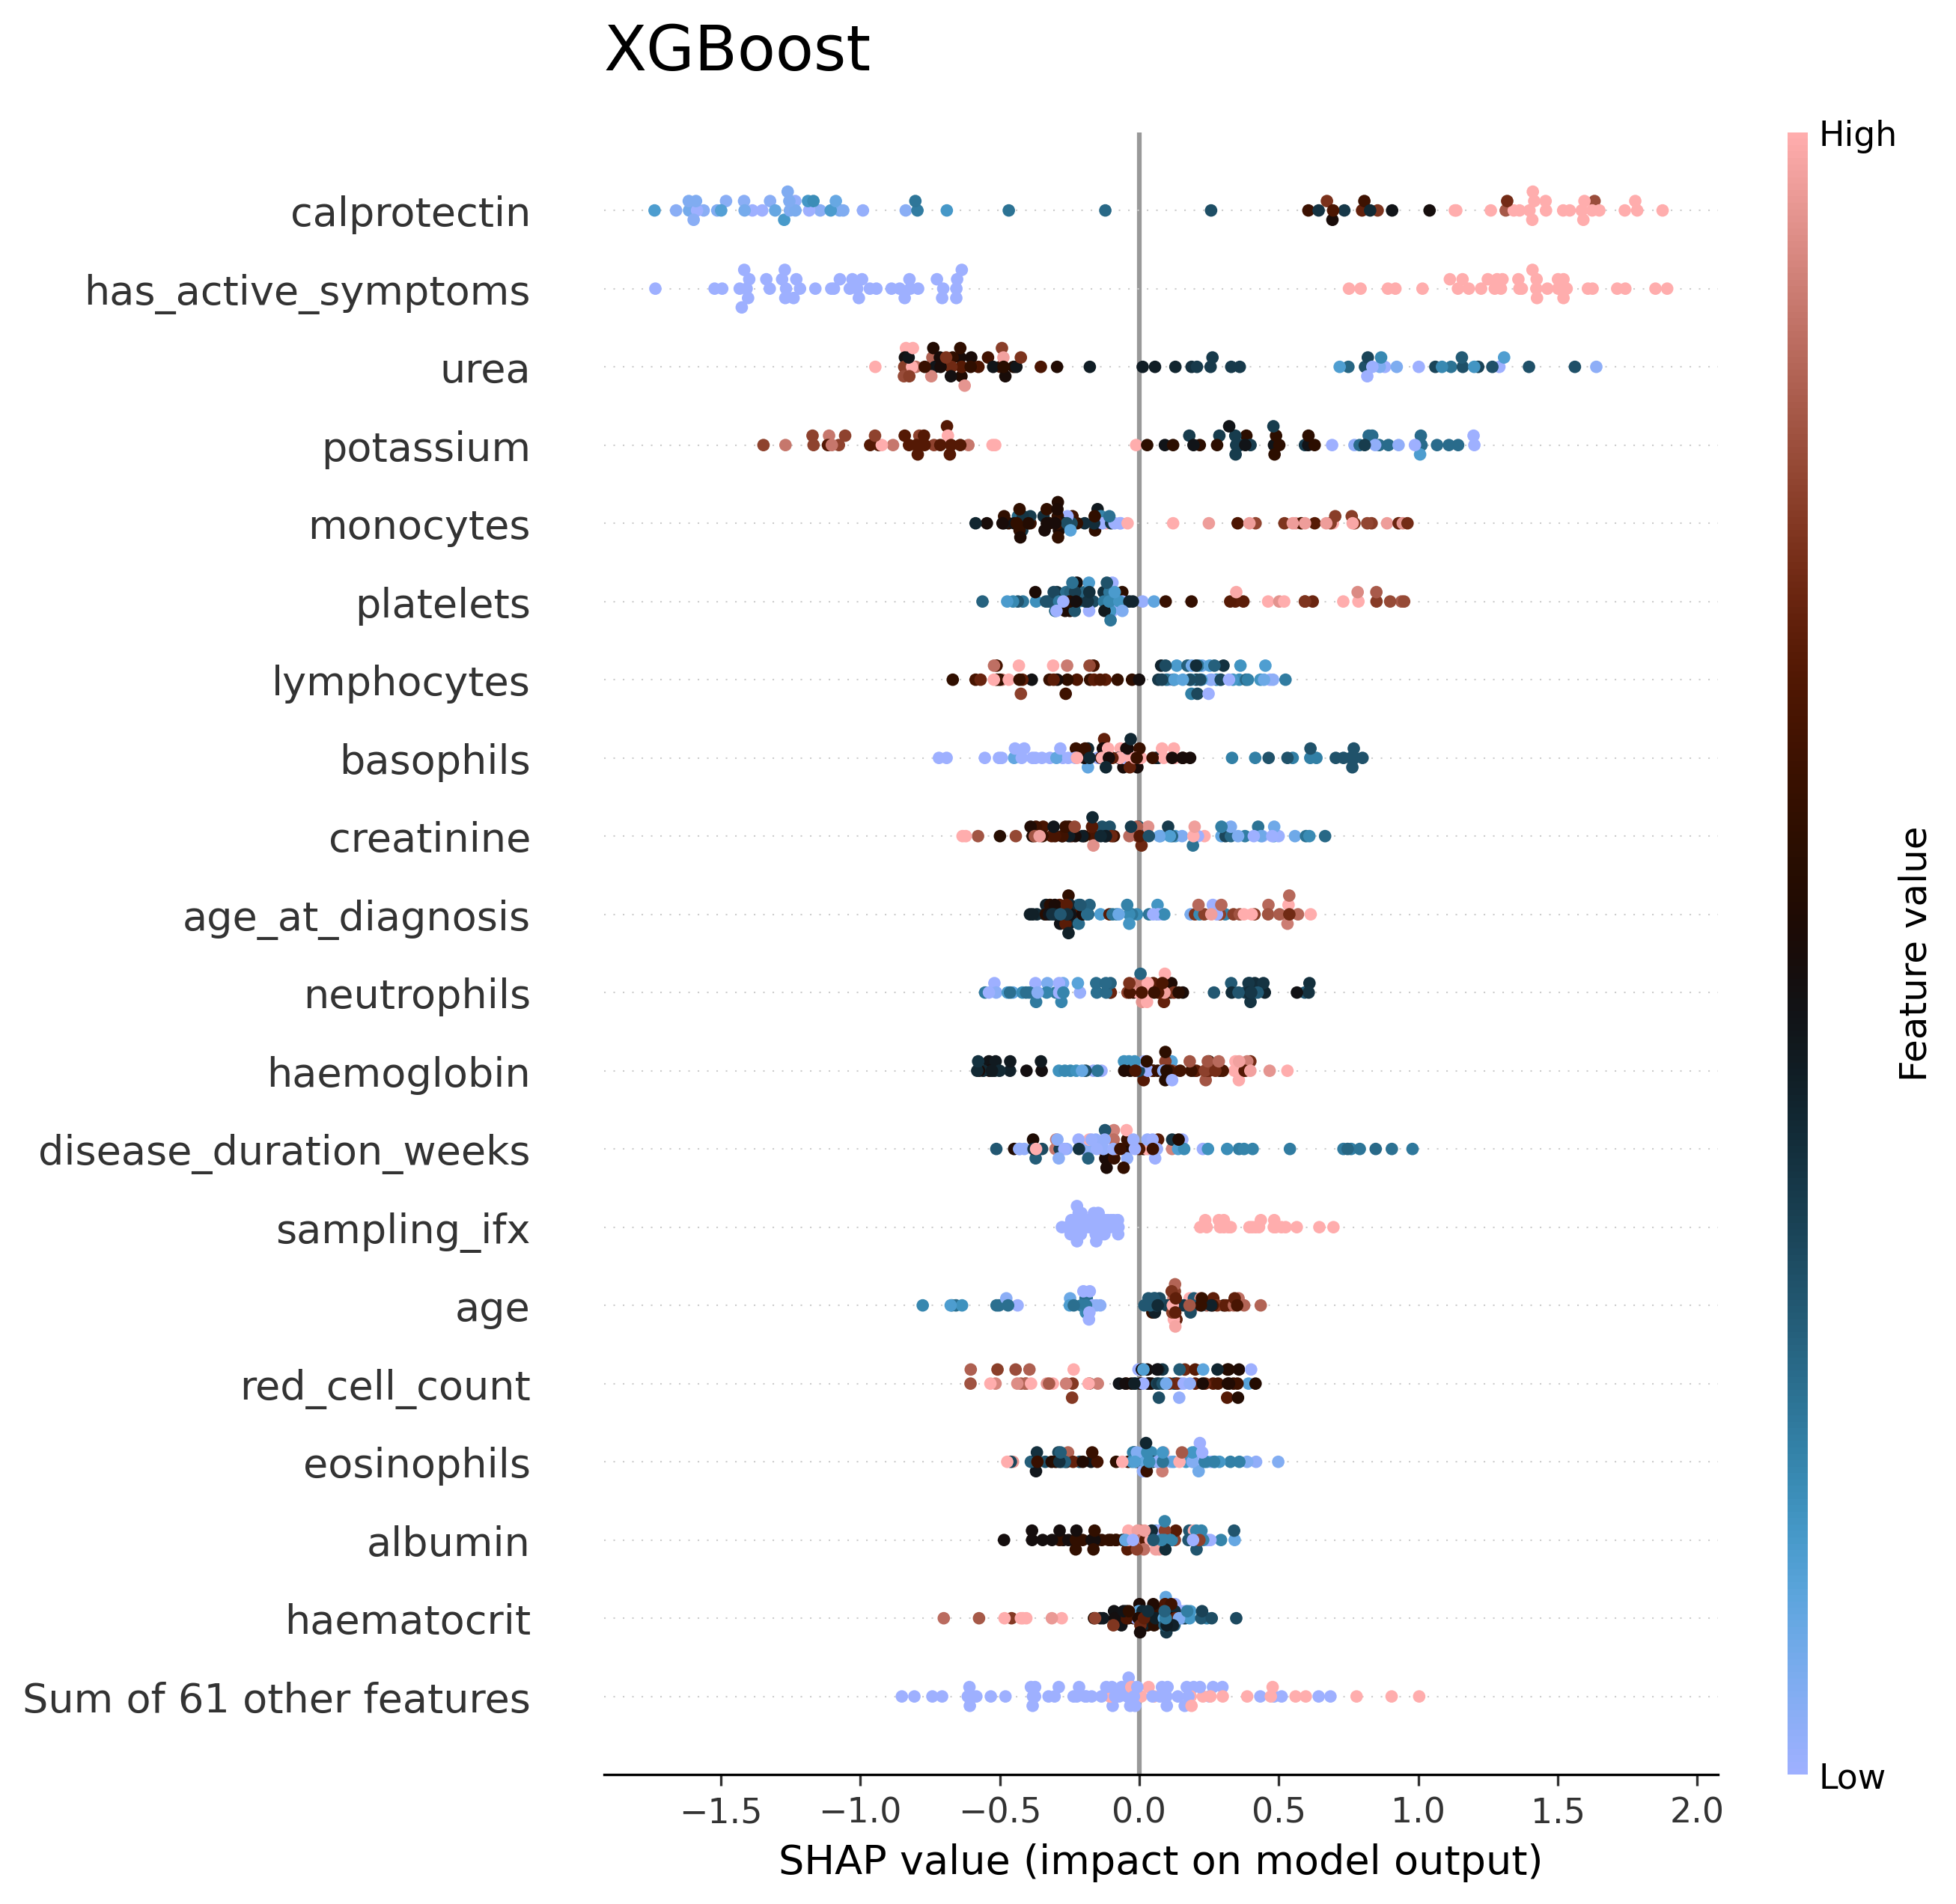 XGBoost
High
calprotectin
has_active_symptoms
urea
potassium
monocytes
platelets
lymphocytes
basophils
creatinine
age_at_diagnosis
neutrophils
haemoglobin
disease_duration_weeks
sampling_ifx
age
red_cell_count
eosinophils
albumin
haematocrit
Sum of 61 other features
Feature value
Low
−1.5 −1.0 −0.5 0.0 0.5 1.0 1.5 2.0
SHAP value (impact on model output)